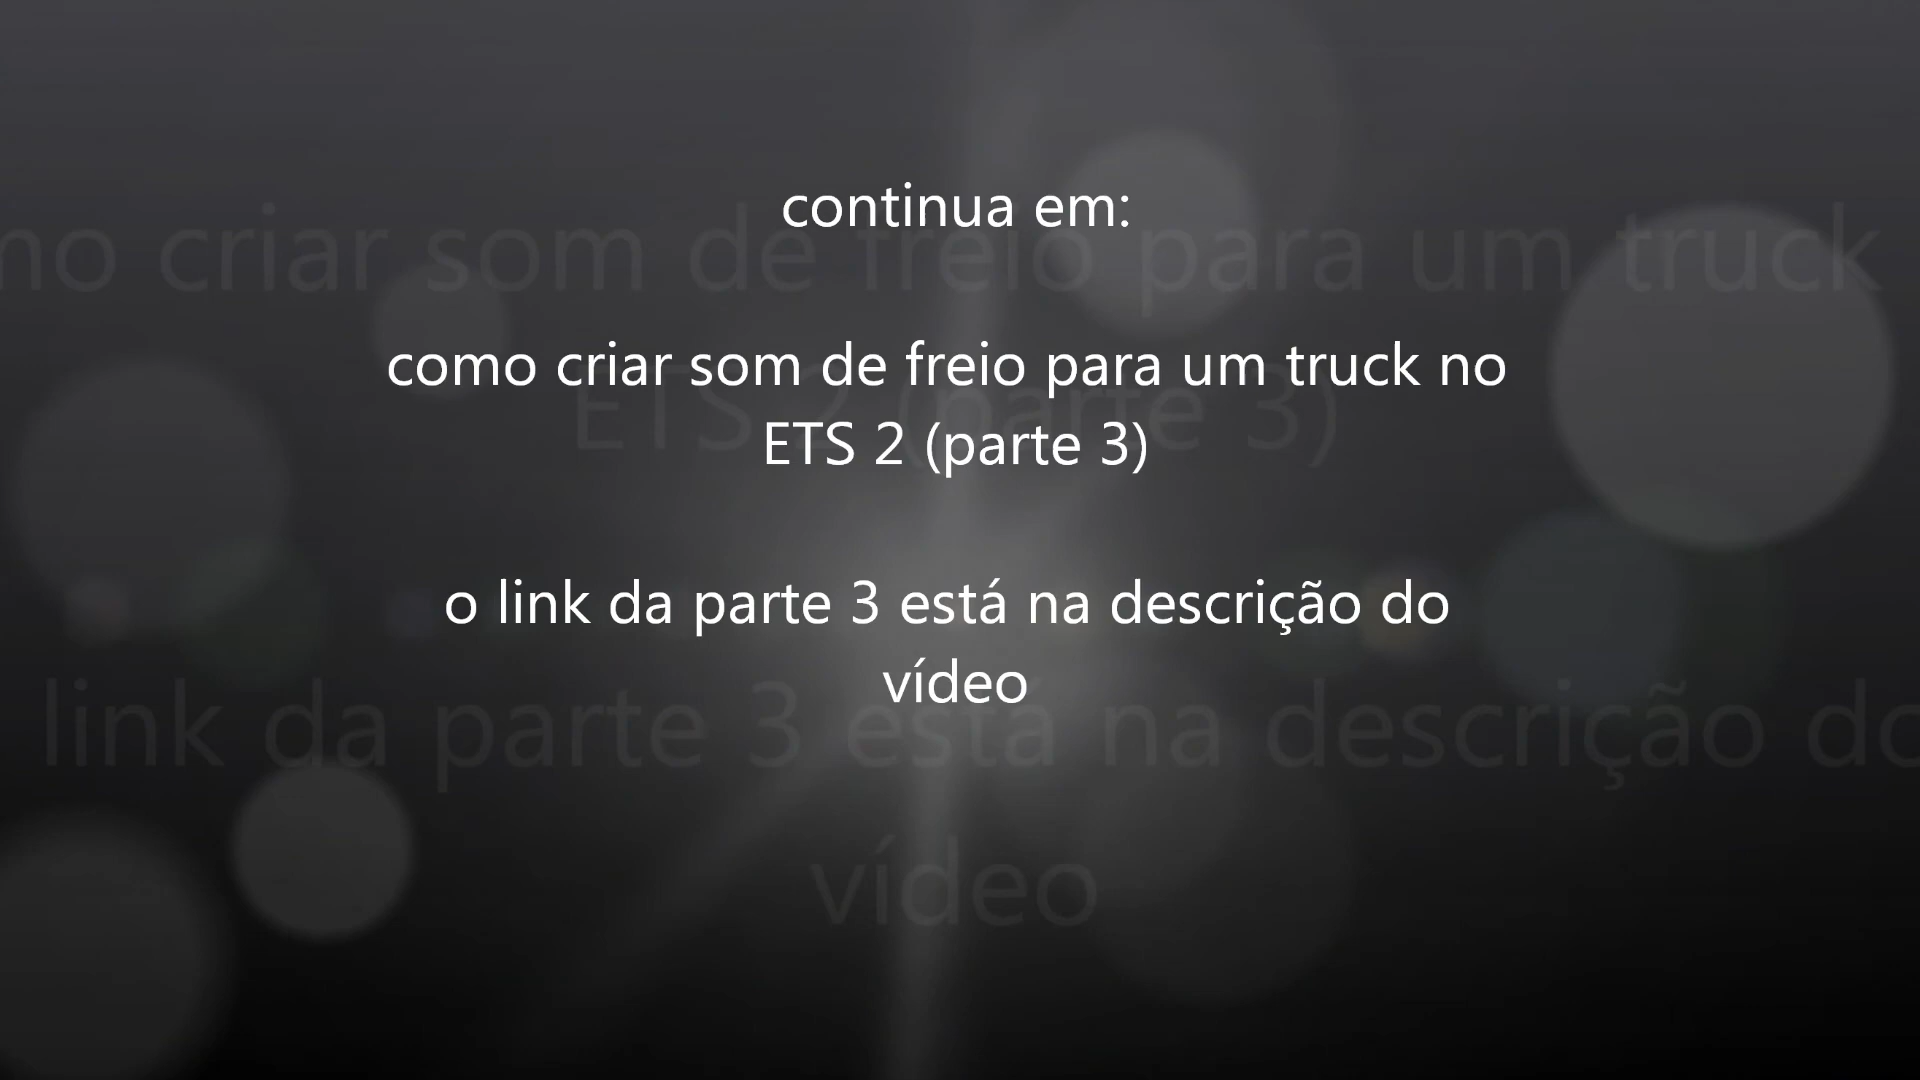 continua em:
como criar som de freio para um truck no
ETS 2 (parte 3)
o link da parte 3 está na descrição do
vídeo